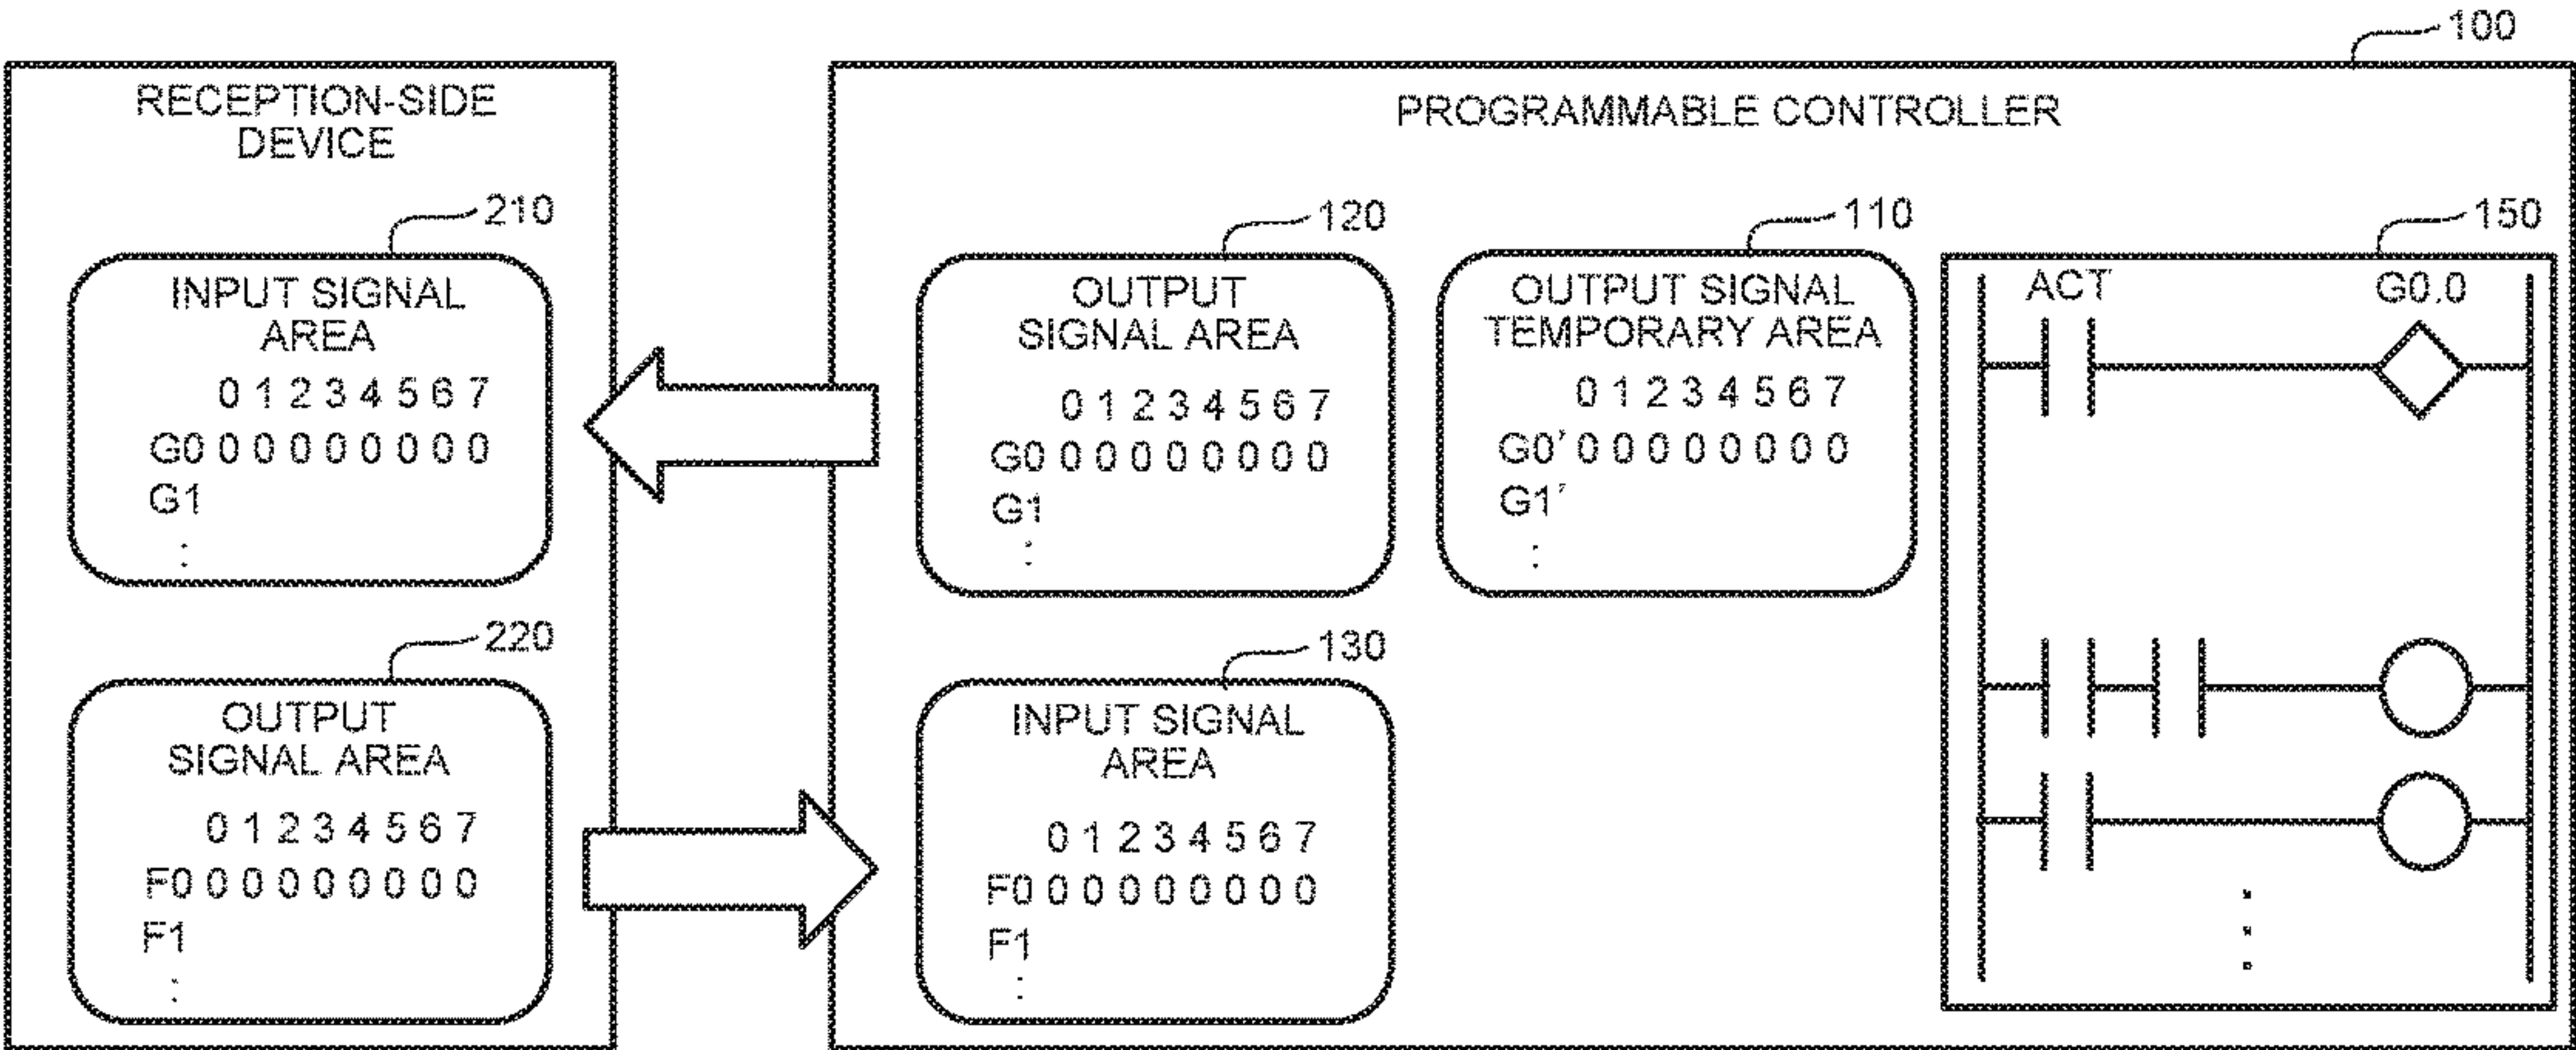 100
RECEPTION-SIDE
DEVICE
PROGRAMMABLE CONTROLLER
210
INPUT SIGNAL
AREA
0 1 2 3 4 5 6 7
G0 0 0 0 0 0 0 0 0
G1
:
120
OUTPUT
SIGNAL AREA
0 1 2 3 4 5 6 7
G0 0 0 0 0 0 0 0 0
G1
:
110
OUTPUT SIGNAL
TEMPORARY AREA
0 1 2 3 4 5 6 7
G0' 0 0 0 0 0 0 0 0
G1'
:
150
ACT G0.0
220
OUTPUT
SIGNAL AREA
0 1 2 3 4 5 6 7
F0 0 0 0 0 0 0 0 0
F1
:
130
INPUT SIGNAL
AREA
0 1 2 3 4 5 6 7
F0 0 0 0 0 0 0 0 0
F1
: